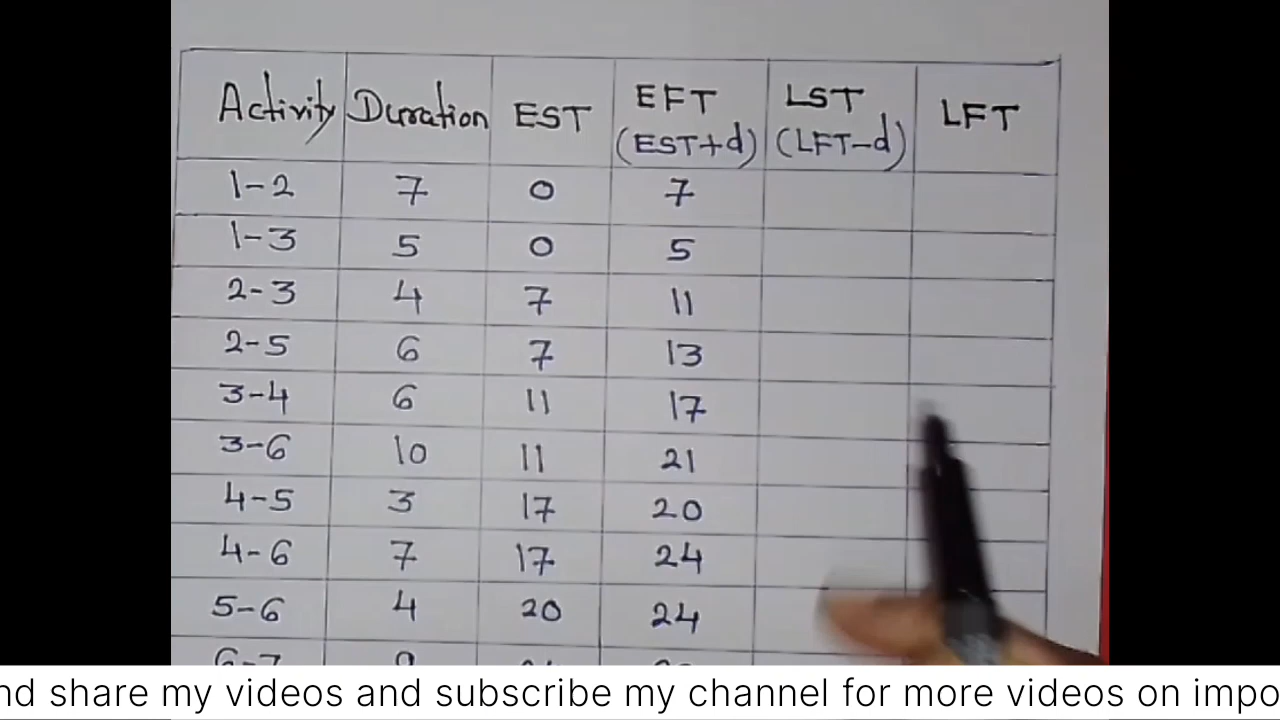 Activity Duration EST EFT (EST+d) LST (LFT-d) LFT
1-2 7 0 7
1-3 5 0 5
2-3 4 7 11
2-5 6 7 13
3-4 6 11 17
3-6 10 11 21
4-5 3 17 20
4-6 7 17 24
5-6 4 20 24
6-7
nd share my videos and subscribe my channel for more videos on impo